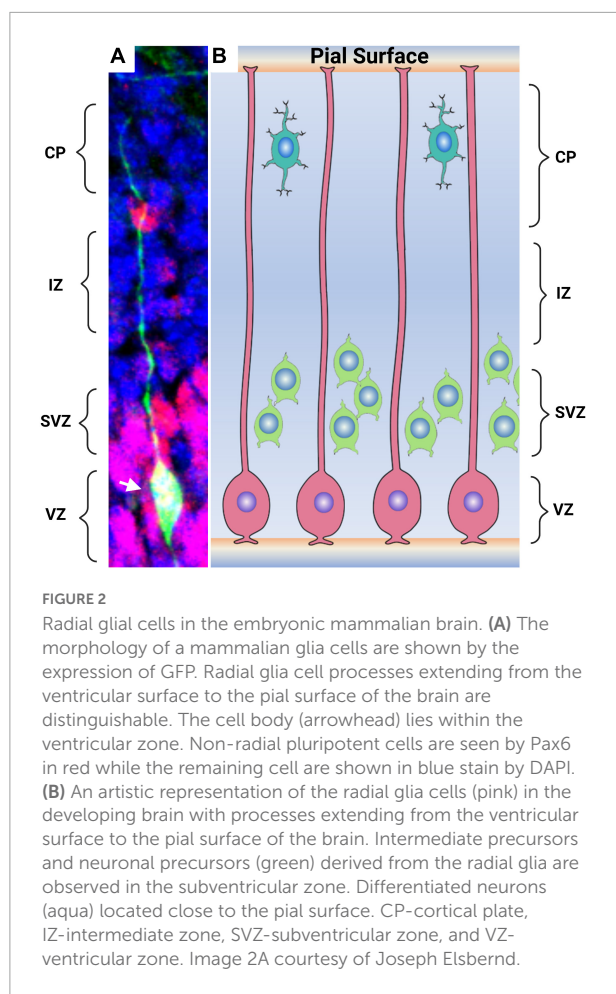 A
B
Pial Surface
CP
IZ
SVZ
VZ
CP
IZ
SVZ
VZ
FIGURE 2
Radial glial cells in the embryonic mammalian brain. (A) The
morphology of a mammalian glia cells are shown by the
expression of GFP. Radial glia cell processes extending from the
ventricular surface to the pial surface of the brain are
distinguishable. The cell body (arrowhead) lies within the
ventricular zone. Non-radial pluripotent cells are seen by Pax6
in red while the remaining cell are shown in blue stain by DAPI.
(B) An artistic representation of the radial glia cells (pink) in the
developing brain with processes extending from the ventricular
surface to the pial surface of the brain. Intermediate precursors
and neuronal precursors (green) derived from the radial glia are
observed in the subventricular zone. Differentiated neurons
(aqua) located close to the pial surface. CP-cortical plate,
IZ-intermediate zone, SVZ-subventricular zone, and VZ-
ventricular zone. Image 2A courtesy of Joseph Elsbernd.